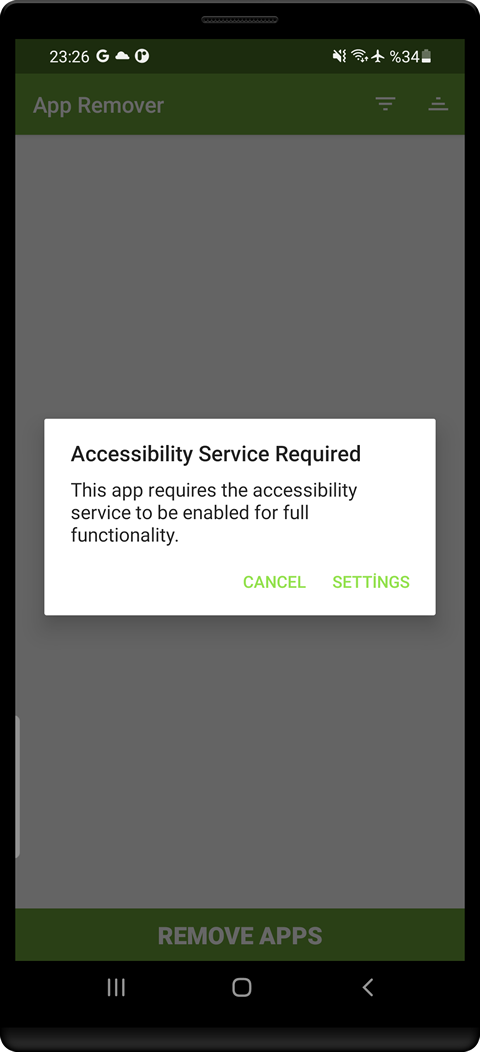 23:26 G %34
App Remover
Accessibility Service Required
This app requires the accessibility
service to be enabled for full
functionality.
CANCEL SETTİNGS
REMOVE APPS